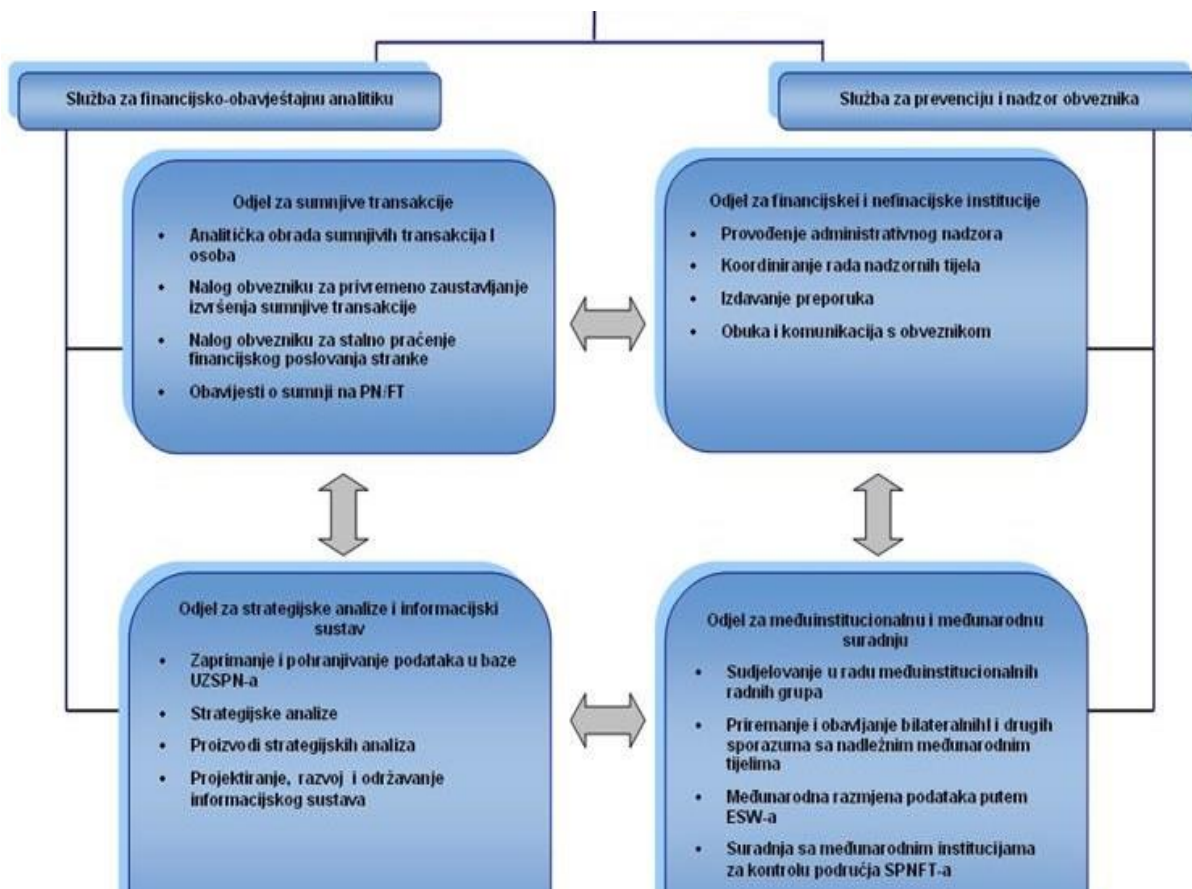 Služba za financijsko-obavještajnu analitiku
Služba za prevenciju i nadzor obveznika
Odjel za sumnjive transakcije
• Analitička obrada sumnjivih transakcija I
osoba
• Nalog obvezniku za privremeno zaustavljanje
izvršenja sumnjive transakcije
• Nalog obvezniku za stalno praćenje
financijskog poslovanja stranke
• Obavijesti o sumnji na PN/FT
Odjel za financijskei i nefinacijske institucije
• Provođenje administrativnog nadzora
• Koordiniranje rada nadzornih tijela
• Izdavanje preporuka
• Obuka i komunikacija s obveznikom
Odjel za strategijske analize i informacijski
sustav
• Zaprimanje i pohranjivanje podataka u baze
UZSPN-a
• Strategijske analize
• Proizvodi strategijskih analiza
• Projektiranje, razvoj i održavanje
informacijskog sustava
Odjel za međuinstitucionalnu i međunarodnu
suradnju
• Sudjelovanje u radu međuinstitucionalnih
radnih grupa
• Priremanje i obavljanje bilateralnihI i drugih
sporazuma sa nadležnim međunarodnim
tijelima
• Međunarodna razmjena podataka putem
ESW-a
• Suradnja sa međunarodnim institucijama
za kontrolu područja SPNFT-a